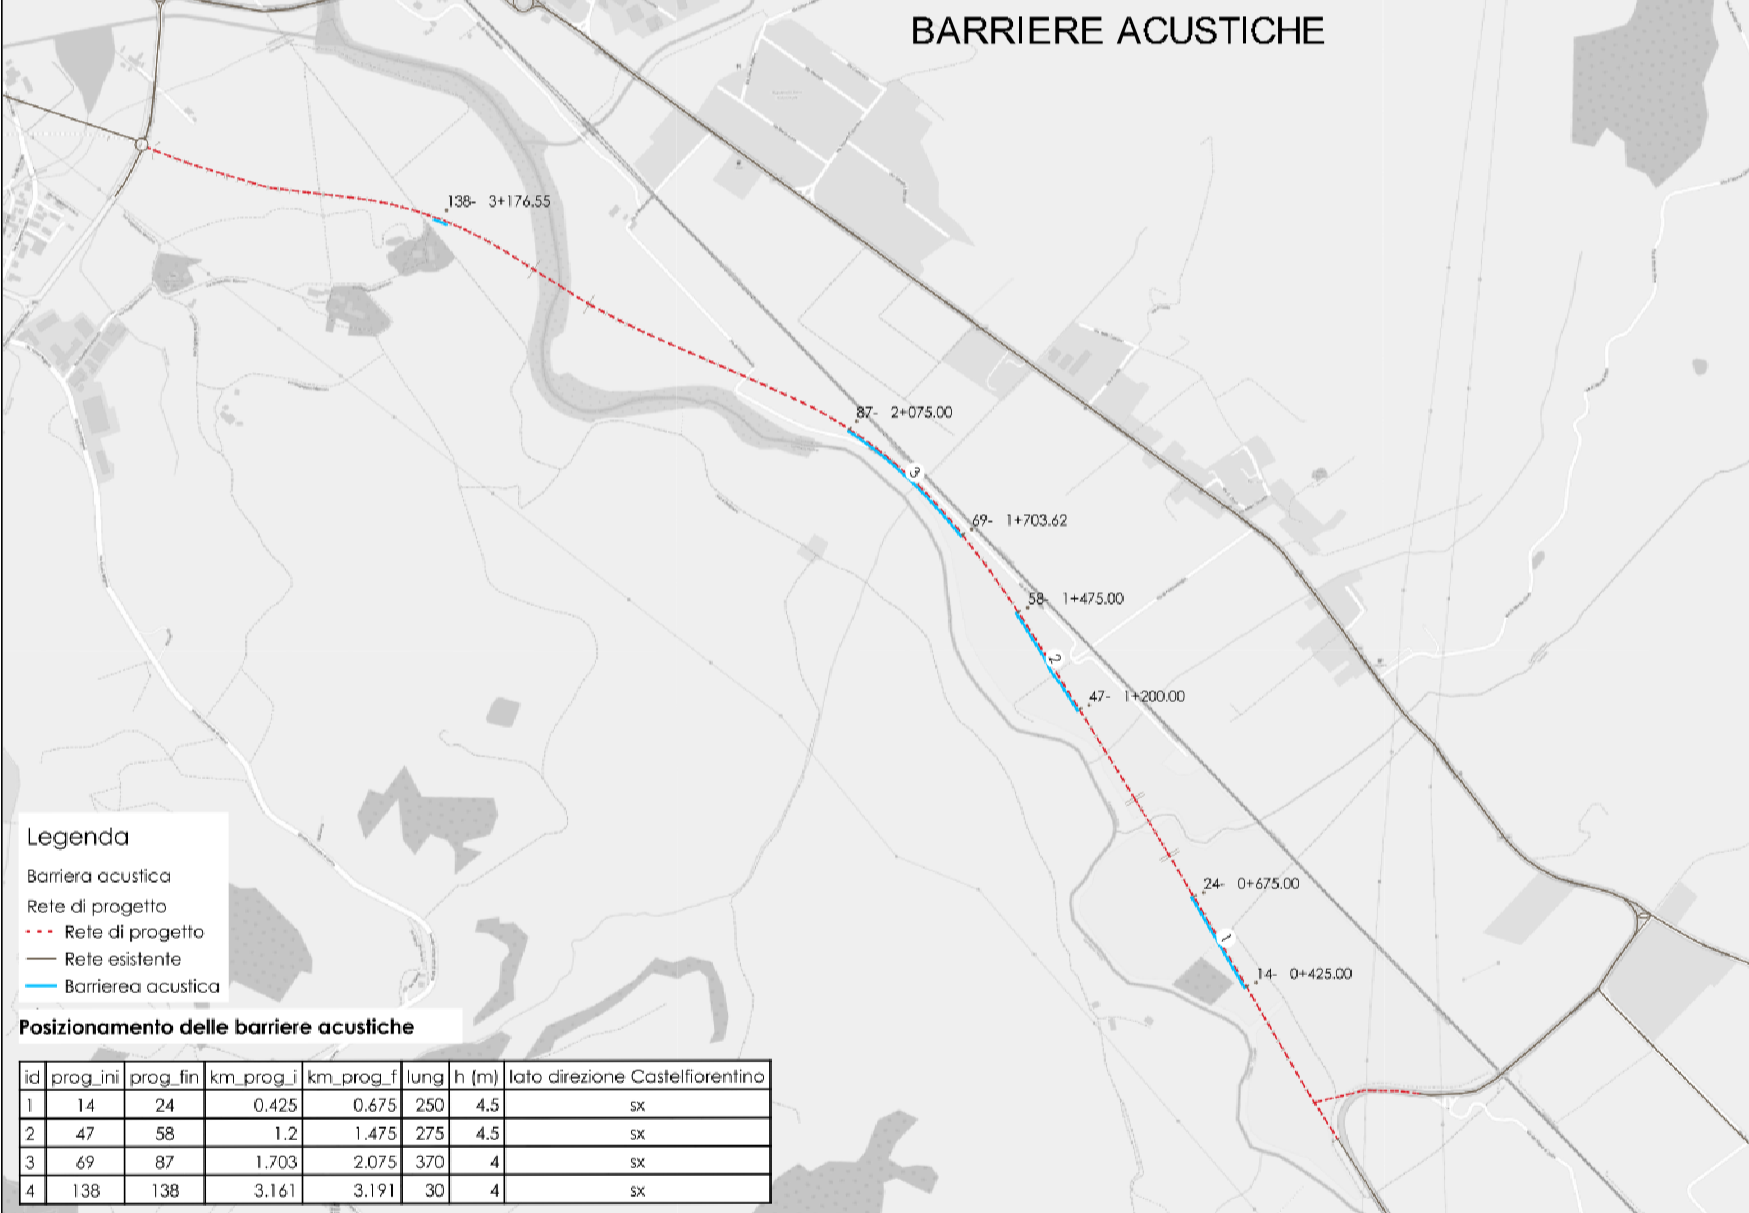 BARRIERE ACUSTICHE
138- 3+176.55
87- 2+075.00
3
69- 1+703.62
58- 1+475.00
2
47- 1+200.00
24- 0+675.00
1
14- 0+425.00
Legenda
Barriera acustica
Rete di progetto
Rete di progetto
Rete esistente
Barrierea acustica
Posizionamento delle barriere acustiche
id prog_ini prog_fin km_prog_i km_prog_f lung h (m) lato direzione Castelfiorentino
1 14 24 0.425 0.675 250 4.5 sx
2 47 58 1.2 1.475 275 4.5 sx
3 69 87 1.703 2.075 370 4 sx
4 138 138 3.161 3.191 30 4 sx